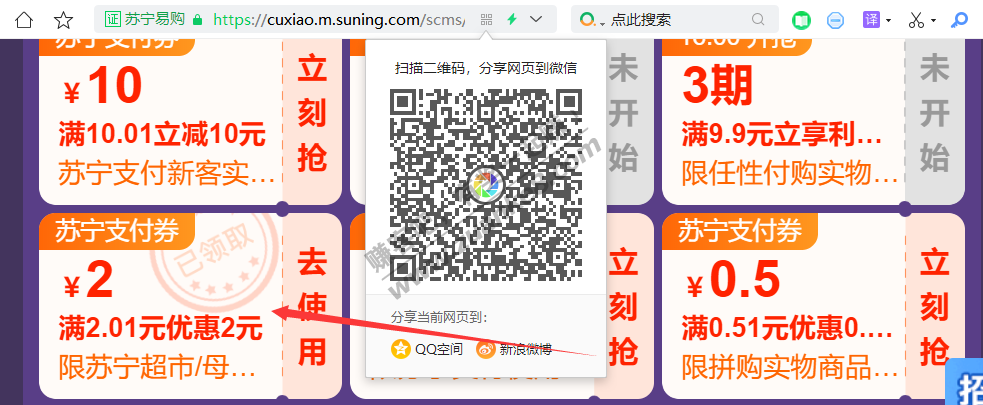 证 苏宁易购 https://cuxiao.m.suning.com/scms/
点此搜索
译
扫描二维码，分享网页到微信
分享当前网页到：
QQ空间 新浪微博
苏宁支付券
¥10
满10.01立减10元
苏宁支付新客实…
立刻抢
未开始
10:00 开抢
3期
满9.9元立享利…
限任性付购实物…
未开始
苏宁支付券
已领取
¥2
满2.01元优惠2元
限苏宁超市/母…
去使用
苏宁支付券
¥0.5
满0.51元优惠0.…
限拼购实物商品…
立刻抢
招